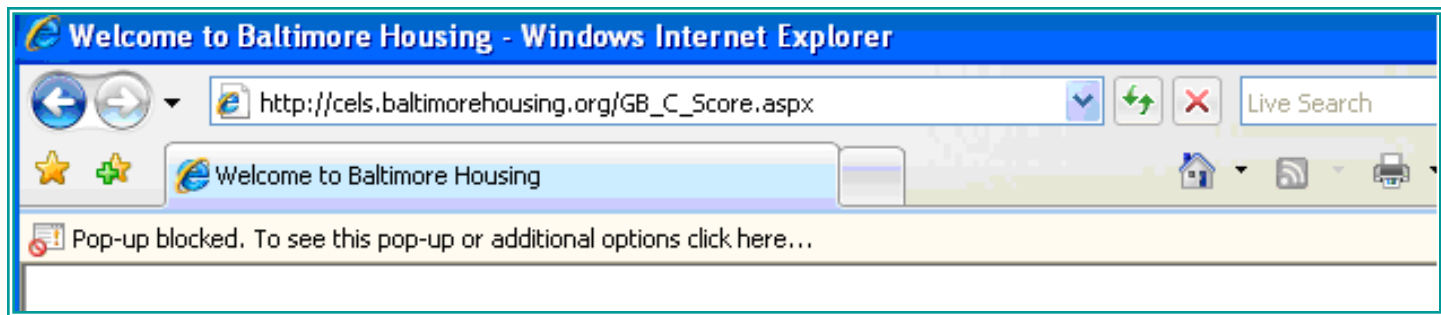 Welcome to Baltimore Housing - Windows Internet Explorer
http://cels.baltimorehousing.org/GB_C_Score.aspx
Live Search
Welcome to Baltimore Housing
Pop-up blocked. To see this pop-up or additional options click here...